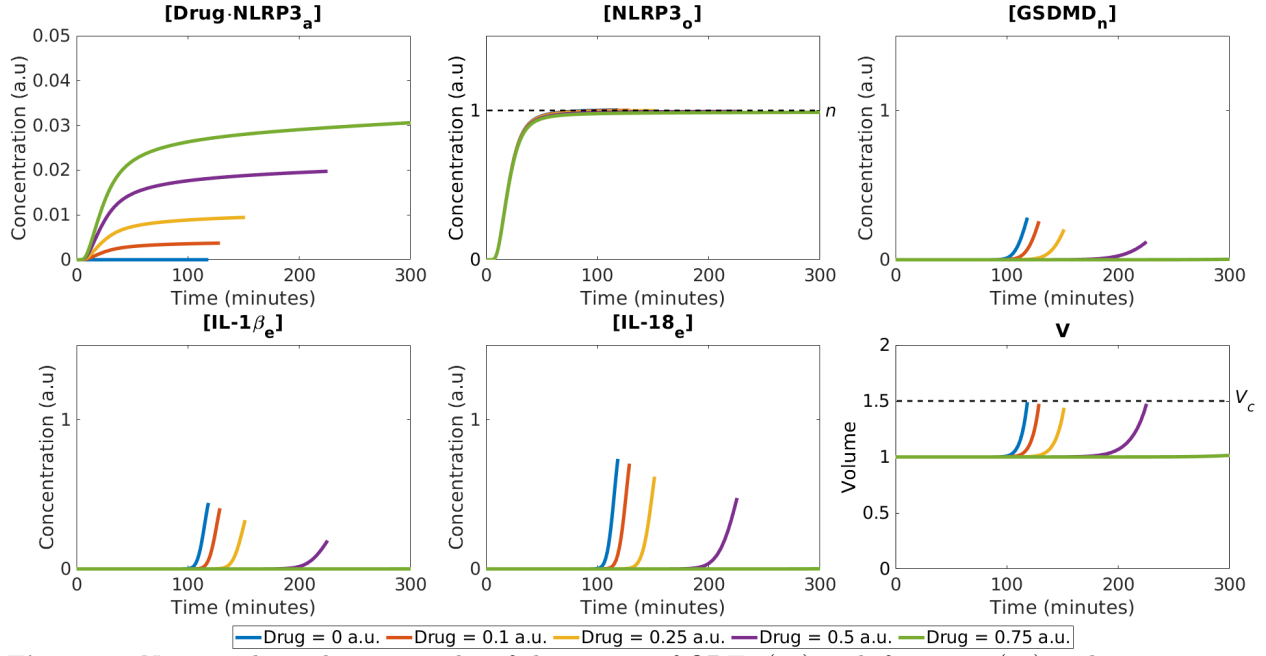 [Drug·NLRP3a]
Concentration (a.u)
0.05
0.04
0.03
0.02
0.01
0
0
100
200
300
Time (minutes)
[NLRP3o]
Concentration (a.u)
1
0
n
0
100
200
300
Time (minutes)
[GSDMDn]
Concentration (a.u)
1
0
0
100
200
300
Time (minutes)
[IL-1βe]
Concentration (a.u)
1
0
0
100
200
300
Time (minutes)
[IL-18e]
Concentration (a.u)
1
0
0
100
200
300
Time (minutes)
V
Volume
2
1.5
1
0.5
0
Vc
0
100
200
300
Time (minutes)
Drug = 0 a.u. Drug = 0.1 a.u. Drug = 0.25 a.u. Drug = 0.5 a.u. Drug = 0.75 a.u.